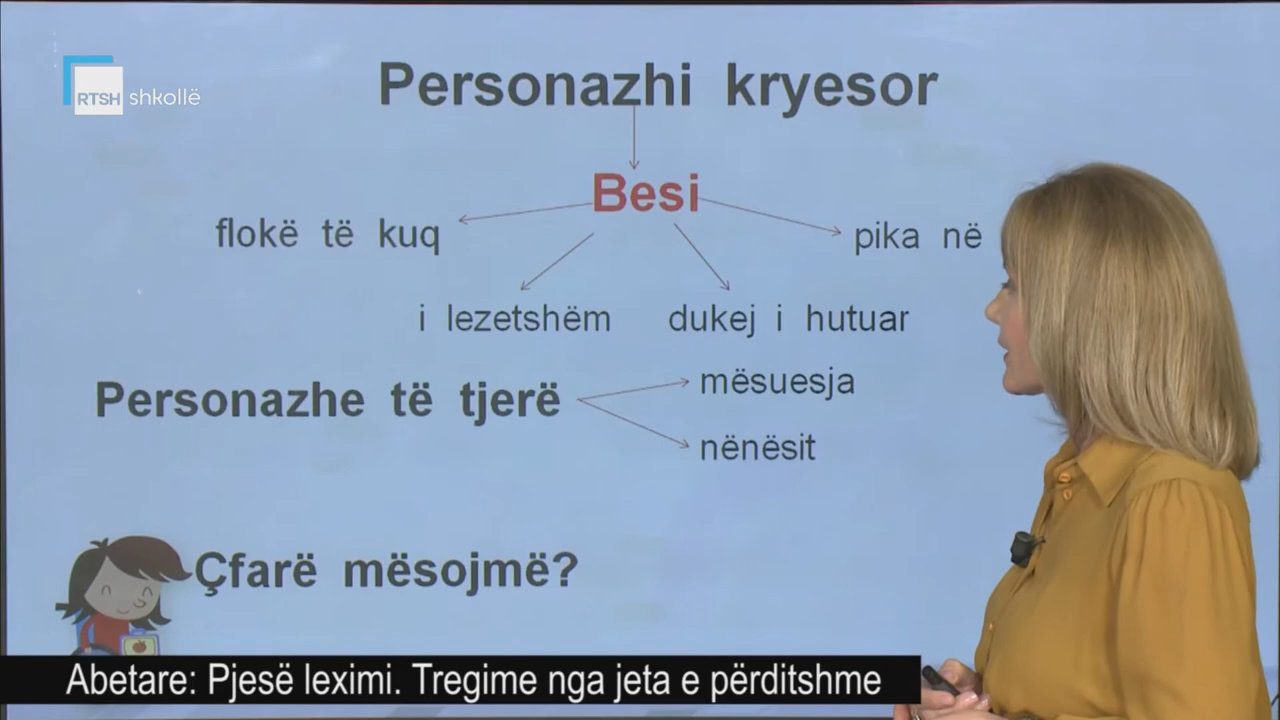 RTSH shkollë
Personazhi kryesor
Besi
flokë të kuq
pika në
i lezetshëm
dukej i hutuar
Personazhe të tjerë
mësuesja
nënësit
Çfarë mësojmë?
Abetare: Pjesë leximi. Tregime nga jeta e përditshme